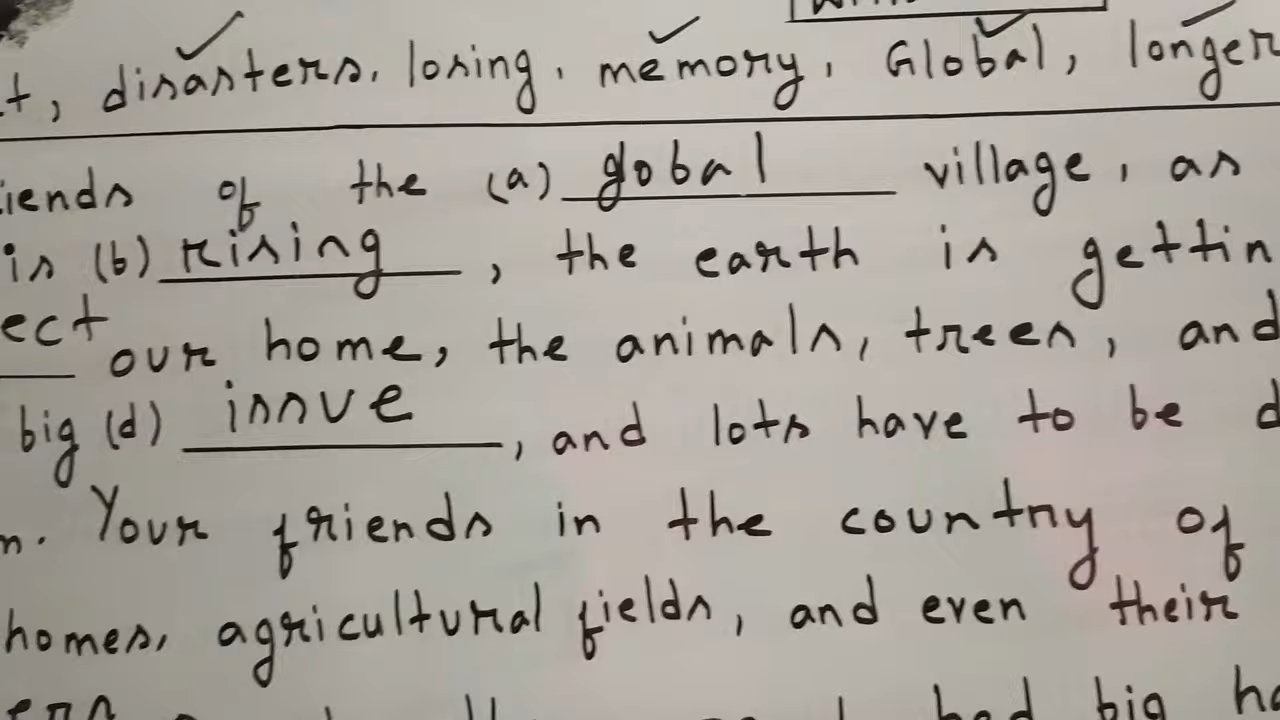 disasters, losing, memory, Global, longer
of the (a) gobal village, as
is (b) rising, the earth is gettin
ect our home, the animals, trees, and
big (d) issue, and lots have to be d
n. Your friends in the country of
homes, agricultural fields, and even their
had big